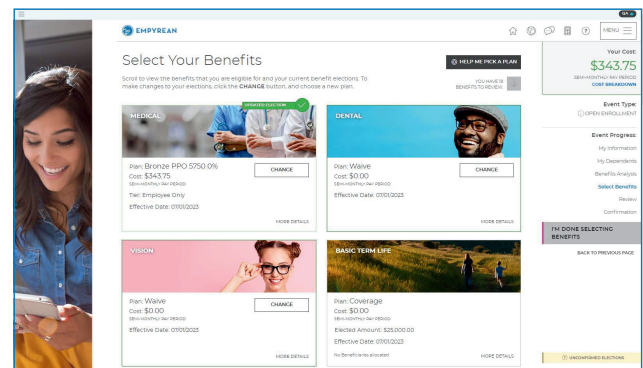 QA
EMPYREAN
MENU
Select Your Benefits
HELP ME PICK A PLAN
Scroll to view the benefits that you are eligible for and your current benefit elections. To
make changes to your elections, click the CHANGE button, and choose a new plan.
YOU HAVE 18
BENEFITS TO REVIEW.
MEDICAL
UPDATED ELECTION
Plan: Bronze PPO 5750 0%
Cost: $343.75
SEMI-MONTHLY PAY PERIOD
Tier: Employee Only
Effective Date: 07/01/2023
CHANGE
MORE DETAILS
DENTAL
Plan: Waive
Cost: $0.00
SEMI-MONTHLY PAY PERIOD
Effective Date: 07/01/2023
CHANGE
MORE DETAILS
VISION
Plan: Waive
Cost: $0.00
SEMI-MONTHLY PAY PERIOD
Effective Date: 07/01/2023
CHANGE
MORE DETAILS
BASIC TERM LIFE
Plan: Coverage
Cost: $0.00
SEMI-MONTHLY PAY PERIOD
Elected Amount: $25,000.00
Effective Date: 07/01/2023
No Beneficiaries allocated
MORE DETAILS
Your Cost:
$343.75
SEMI-MONTHLY PAY PERIOD
COST BREAKDOWN
Event Type:
OPEN ENROLLMENT
Event Progress:
My Information
My Dependents
Benefits Analysis
Select Benefits
Review
Confirmation
I'M DONE SELECTING
BENEFITS
BACK TO PREVIOUS PAGE
UNCONFIRMED ELECTIONS